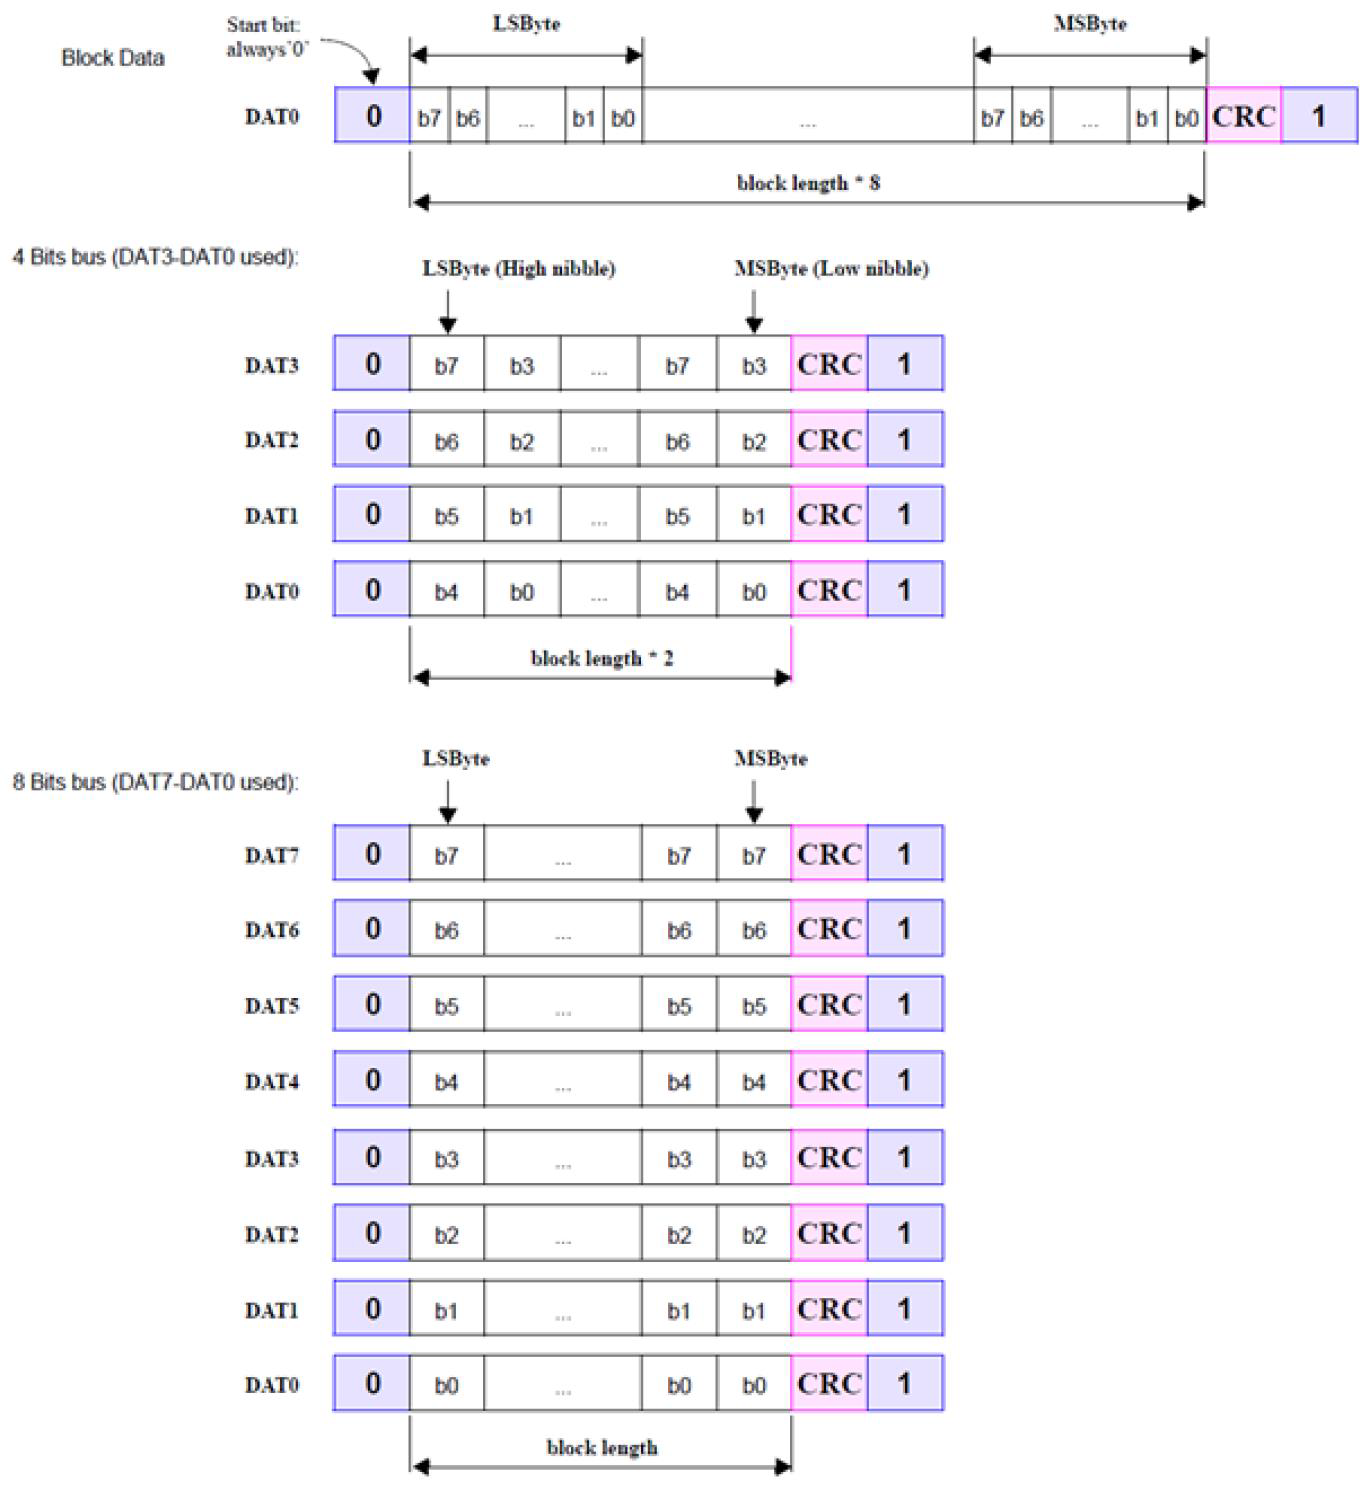 Start bit:
always`0`
LSByte
MSByte
Block Data
DAT0 0 b7 b6 ... b1 b0 ... b7 b6 ... b1 b0 CRC 1
block length * 8
4 Bits bus (DAT3-DAT0 used):
LSByte (High nibble)
MSByte (Low nibble)
DAT3 0 b7 b3 ... b7 b3 CRC 1
DAT2 0 b6 b2 ... b6 b2 CRC 1
DAT1 0 b5 b1 ... b5 b1 CRC 1
DAT0 0 b4 b0 ... b4 b0 CRC 1
block length * 2
LSByte
MSByte
8 Bits bus (DAT7-DAT0 used):
DAT7 0 b7 ... b7 b7 CRC 1
DAT6 0 b6 ... b6 b6 CRC 1
DAT5 0 b5 ... b5 b5 CRC 1
DAT4 0 b4 ... b4 b4 CRC 1
DAT3 0 b3 ... b3 b3 CRC 1
DAT2 0 b2 ... b2 b2 CRC 1
DAT1 0 b1 ... b1 b1 CRC 1
DAT0 0 b0 ... b0 b0 CRC 1
block length